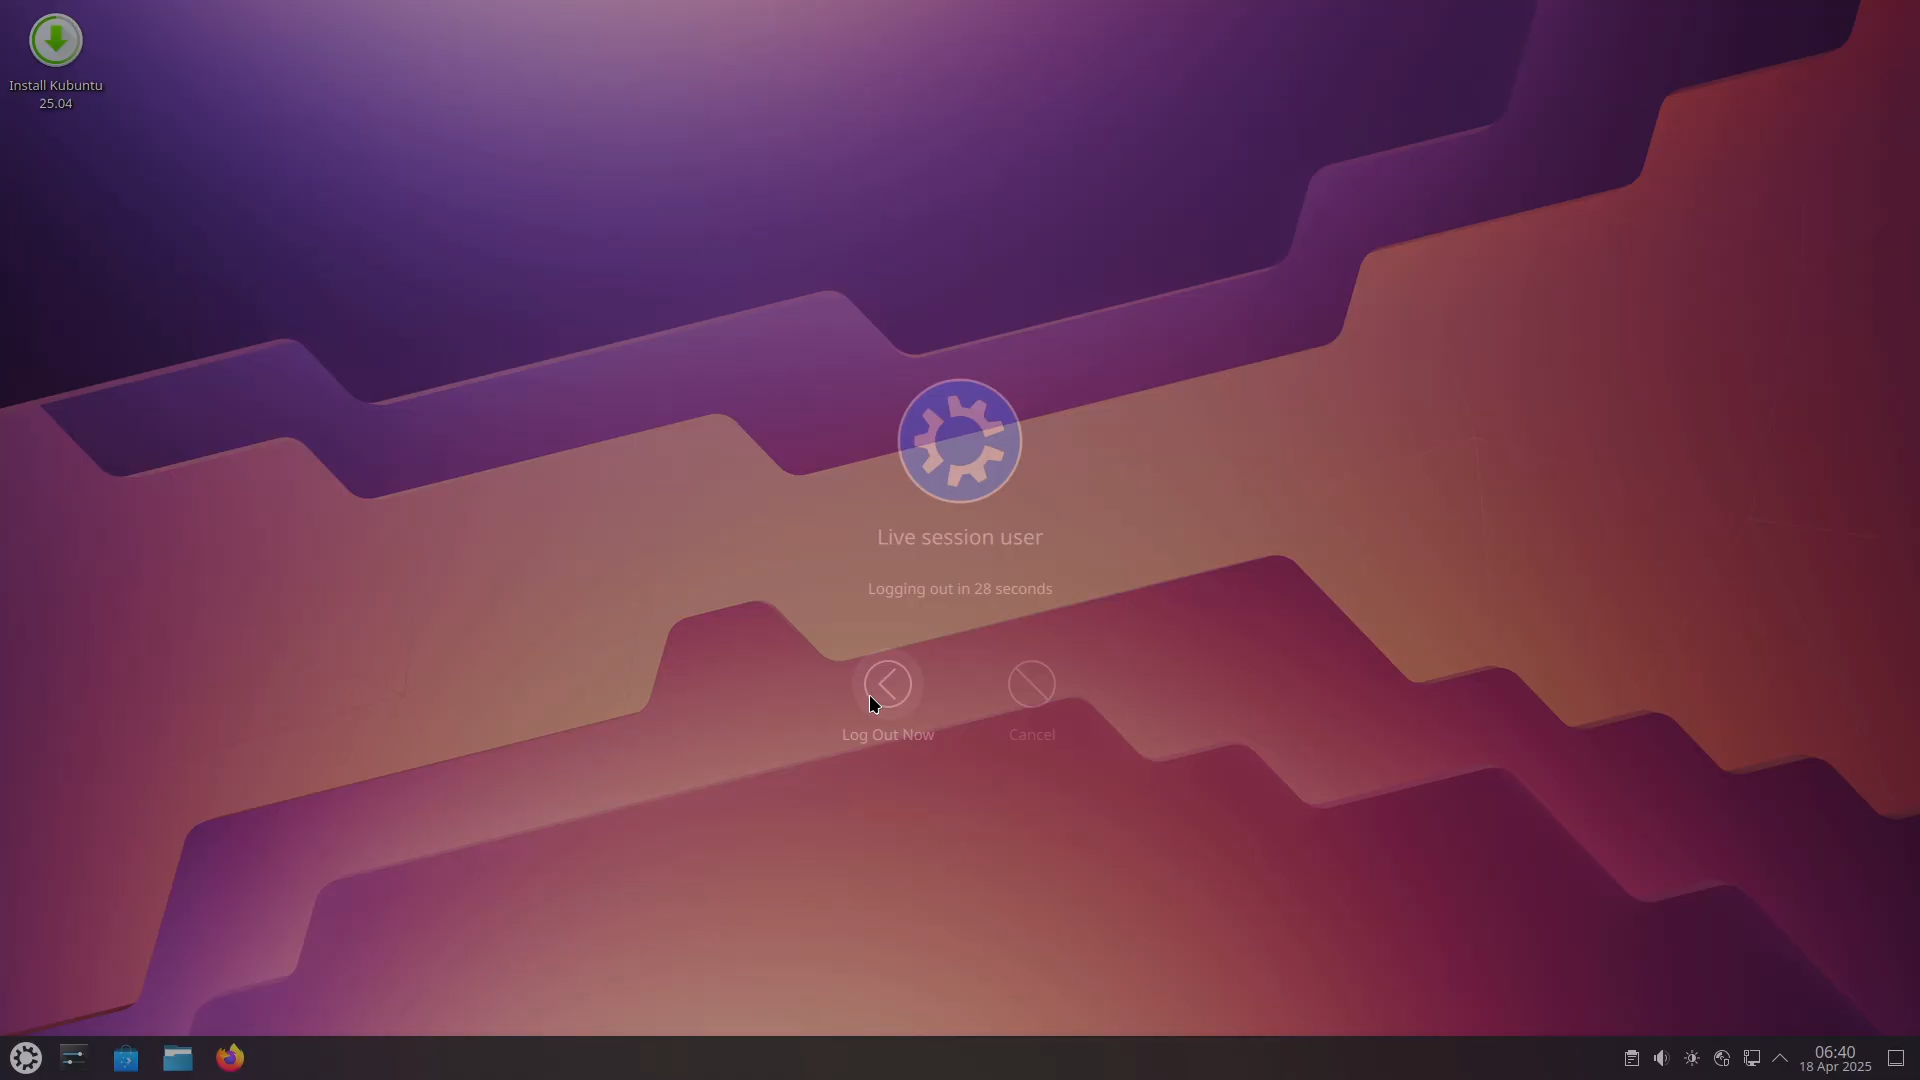 Install Kubuntu
25.04
Live session user
Logging out in 28 seconds
Log Out Now
Cancel
06:40
18 Apr 2025